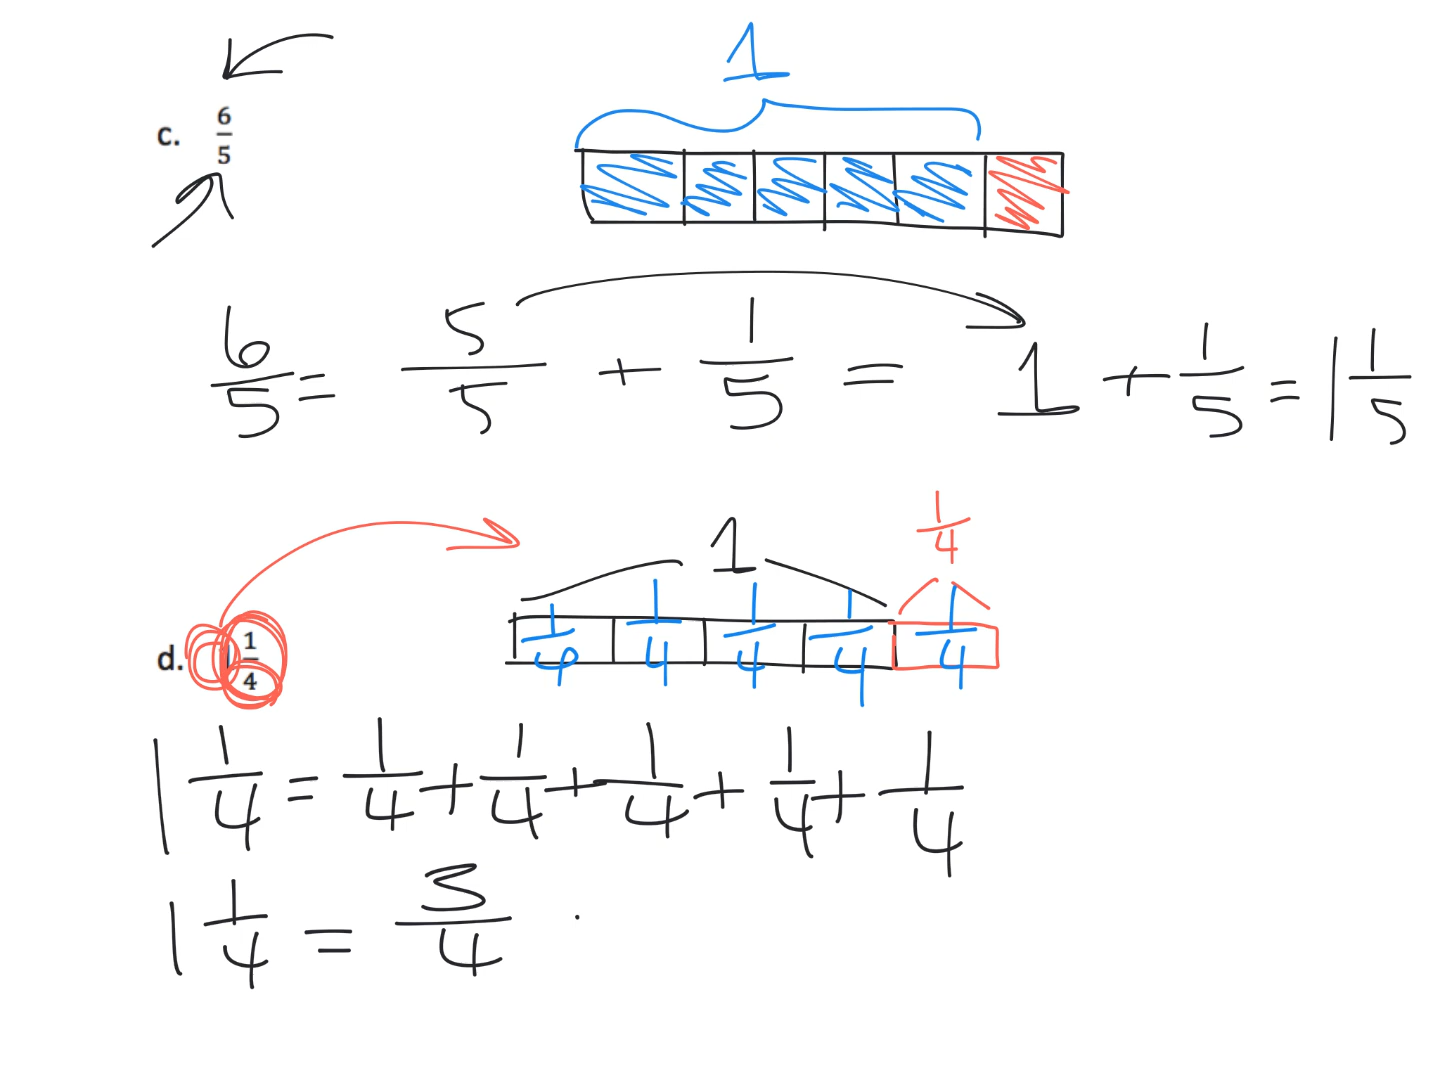 1
c. 6/5
6/5 = 5/5 + 1/5 = 1 + 1/5 = 1 1/5
1 1/4
d. 1 1/4
1/4 1/4 1/4 1/4 1/4
1 1/4 = 1/4 + 1/4 + 1/4 + 1/4 + 1/4
1 1/4 = 3/4